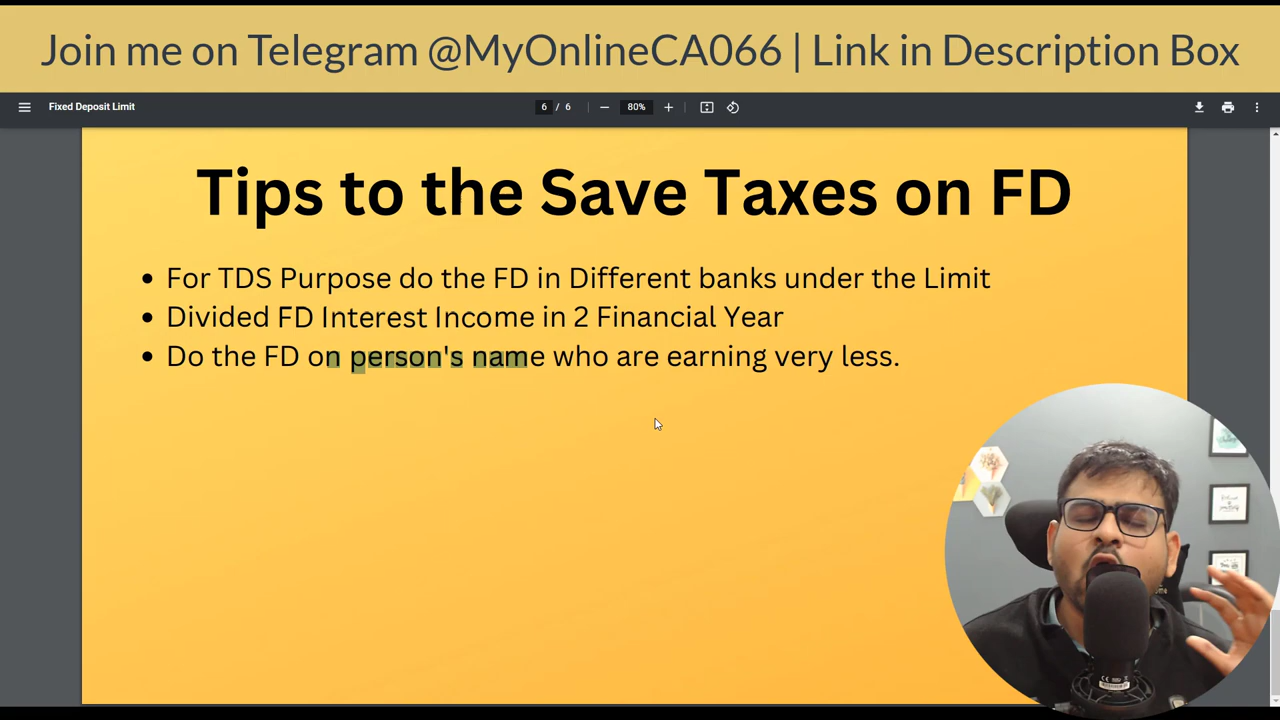 Join me on Telegram @MyOnlineCA066 | Link in Description Box
Fixed Deposit Limit
6 / 6
80%
Tips to the Save Taxes on FD
• For TDS Purpose do the FD in Different banks under the Limit
• Divided FD Interest Income in 2 Financial Year
• Do the FD on person's name who are earning very less.